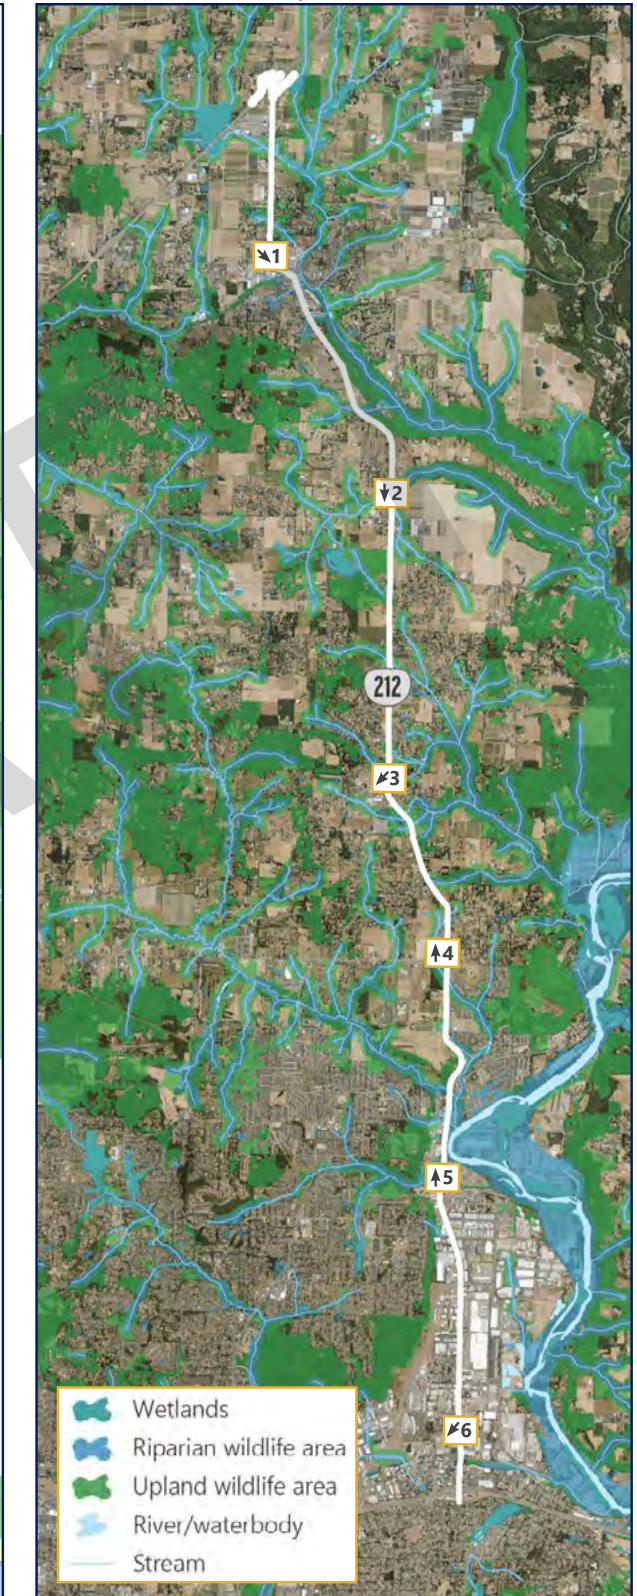 1
2
212
3
4
5
6
Wetlands
Riparian wildlife area
Upland wildlife area
River/waterbody
Stream